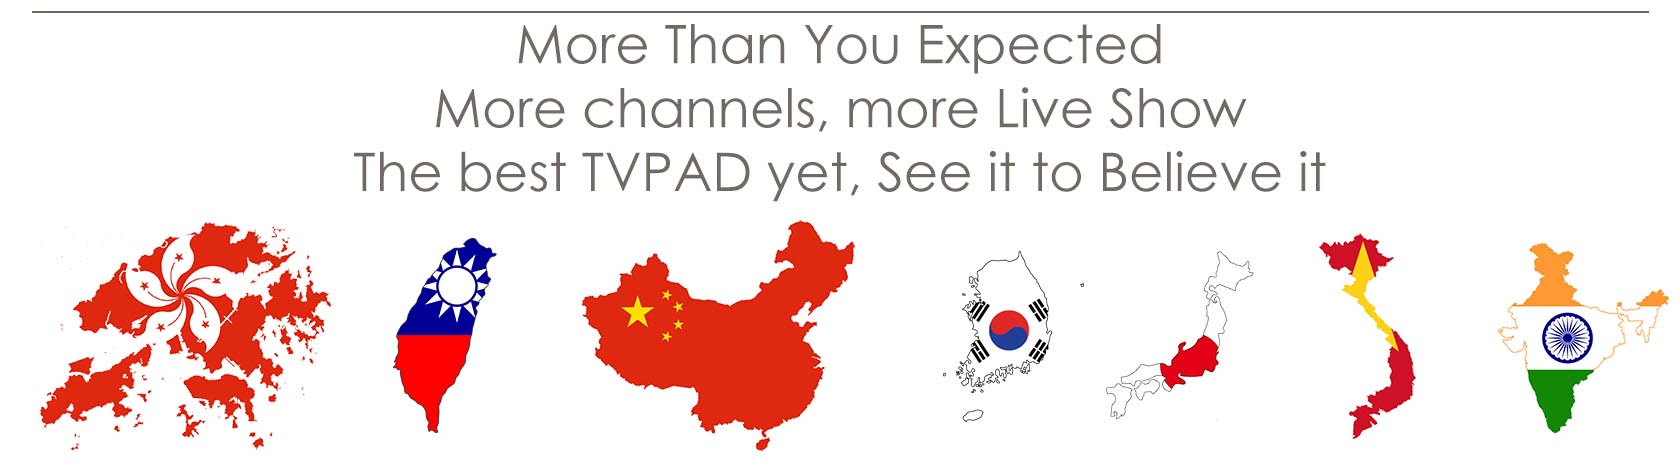 More Than You Expected
More channels, more Live Show
The best TVPAD yet, See it to Believe it